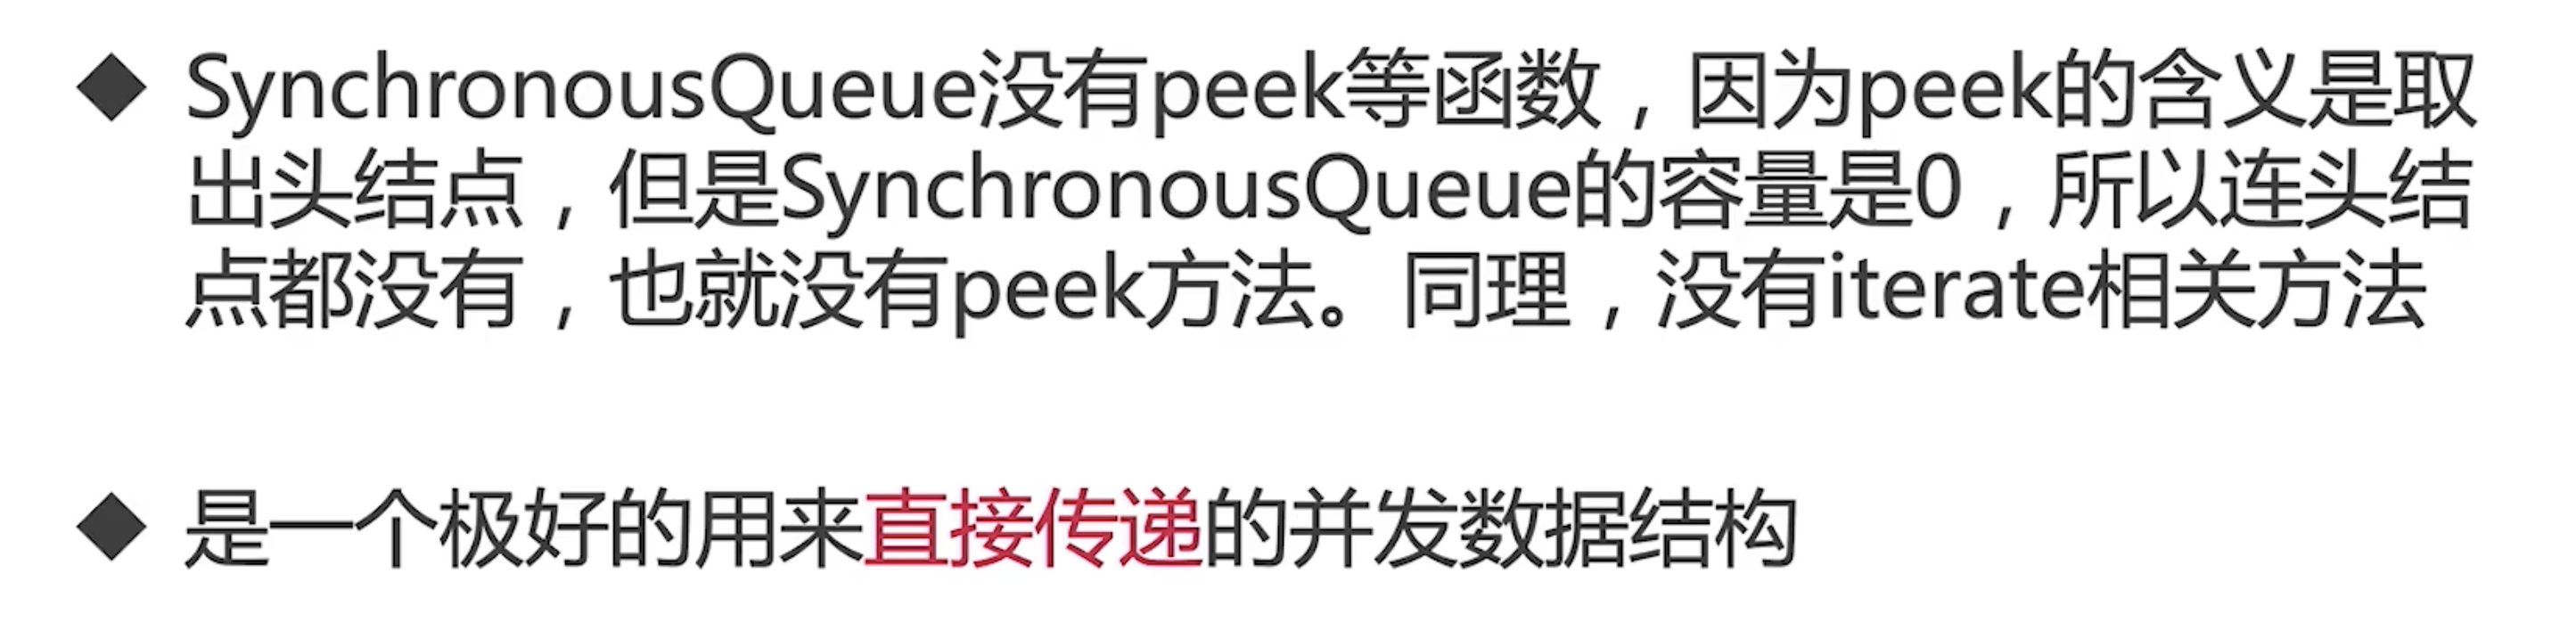 ◆ SynchronousQueue没有peek等函数，因为peek的含义是取
出头结点，但是SynchronousQueue的容量是0，所以连头结
点都没有，也就没有peek方法。同理，没有iterate相关方法
◆ 是一个极好的用来直接传递的并发数据结构